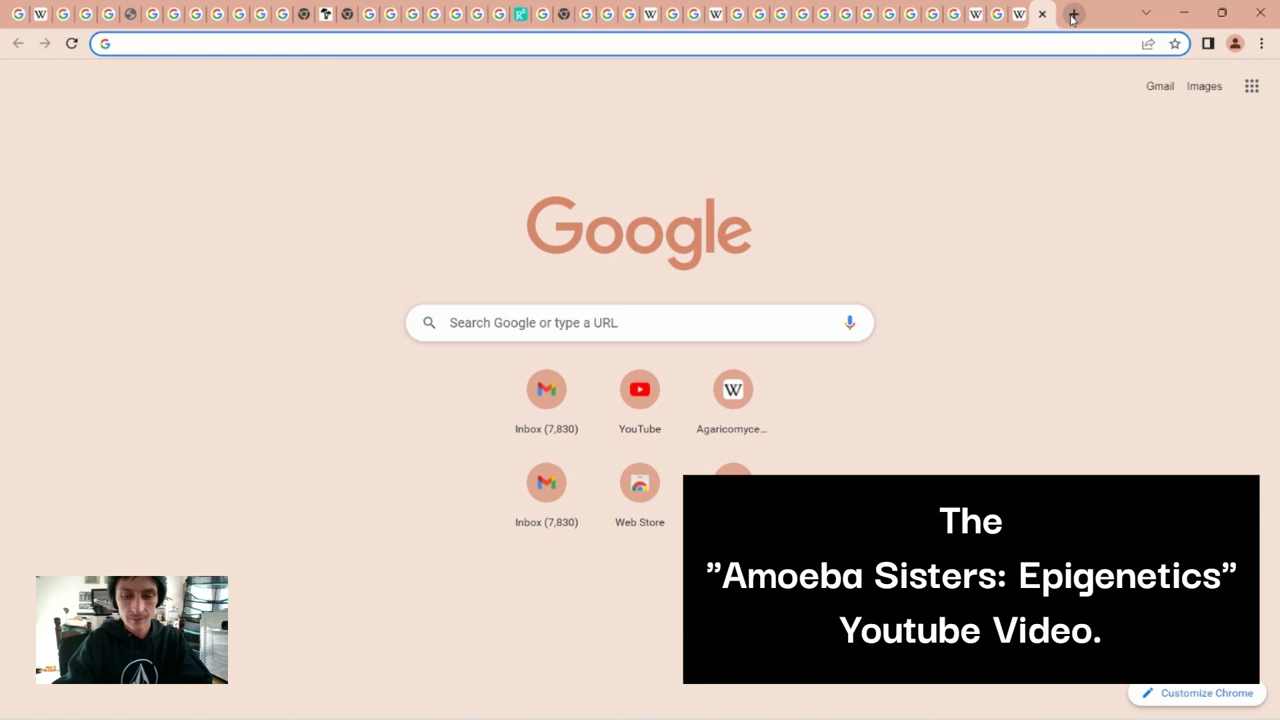 Gmail Images
Google
Search Google or type a URL
Inbox (7,830) YouTube Agaricomyce...
Inbox (7,830) Web Store
The
"Amoeba Sisters: Epigenetics"
Youtube Video.
Customize Chrome